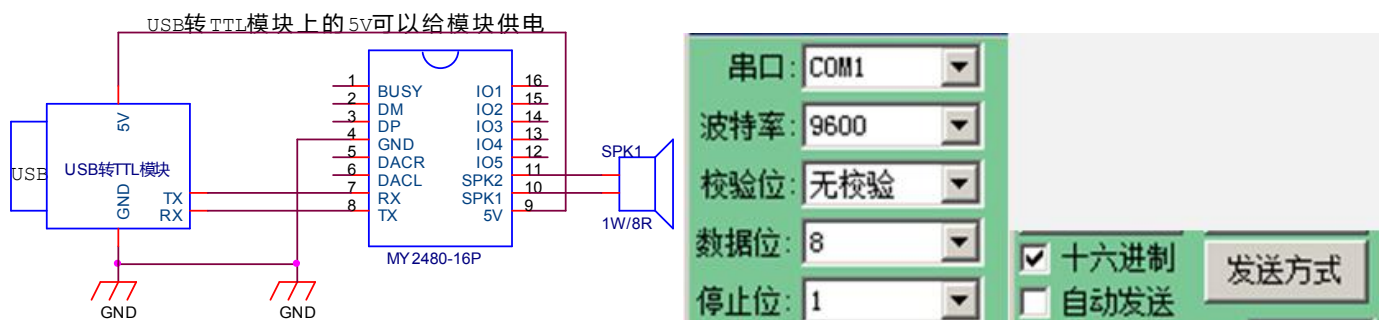 USB转TTL模块上的5V可以给模块供电
USB
5V
USB转TTL模块
GND
TX
RX
GND
GND
1
2
3
4
5
6
7
8
BUSY
DM
DP
GND
DACR
DACL
RX
TX
IO1
IO2
IO3
IO4
IO5
SPK2
SPK1
5V
16
15
14
13
12
11
10
9
MY2480-16P
SPK1
1W/8R
串口: COM1
波特率: 9600
校验位: 无校验
数据位: 8
停止位: 1
十六进制
自动发送
发送方式